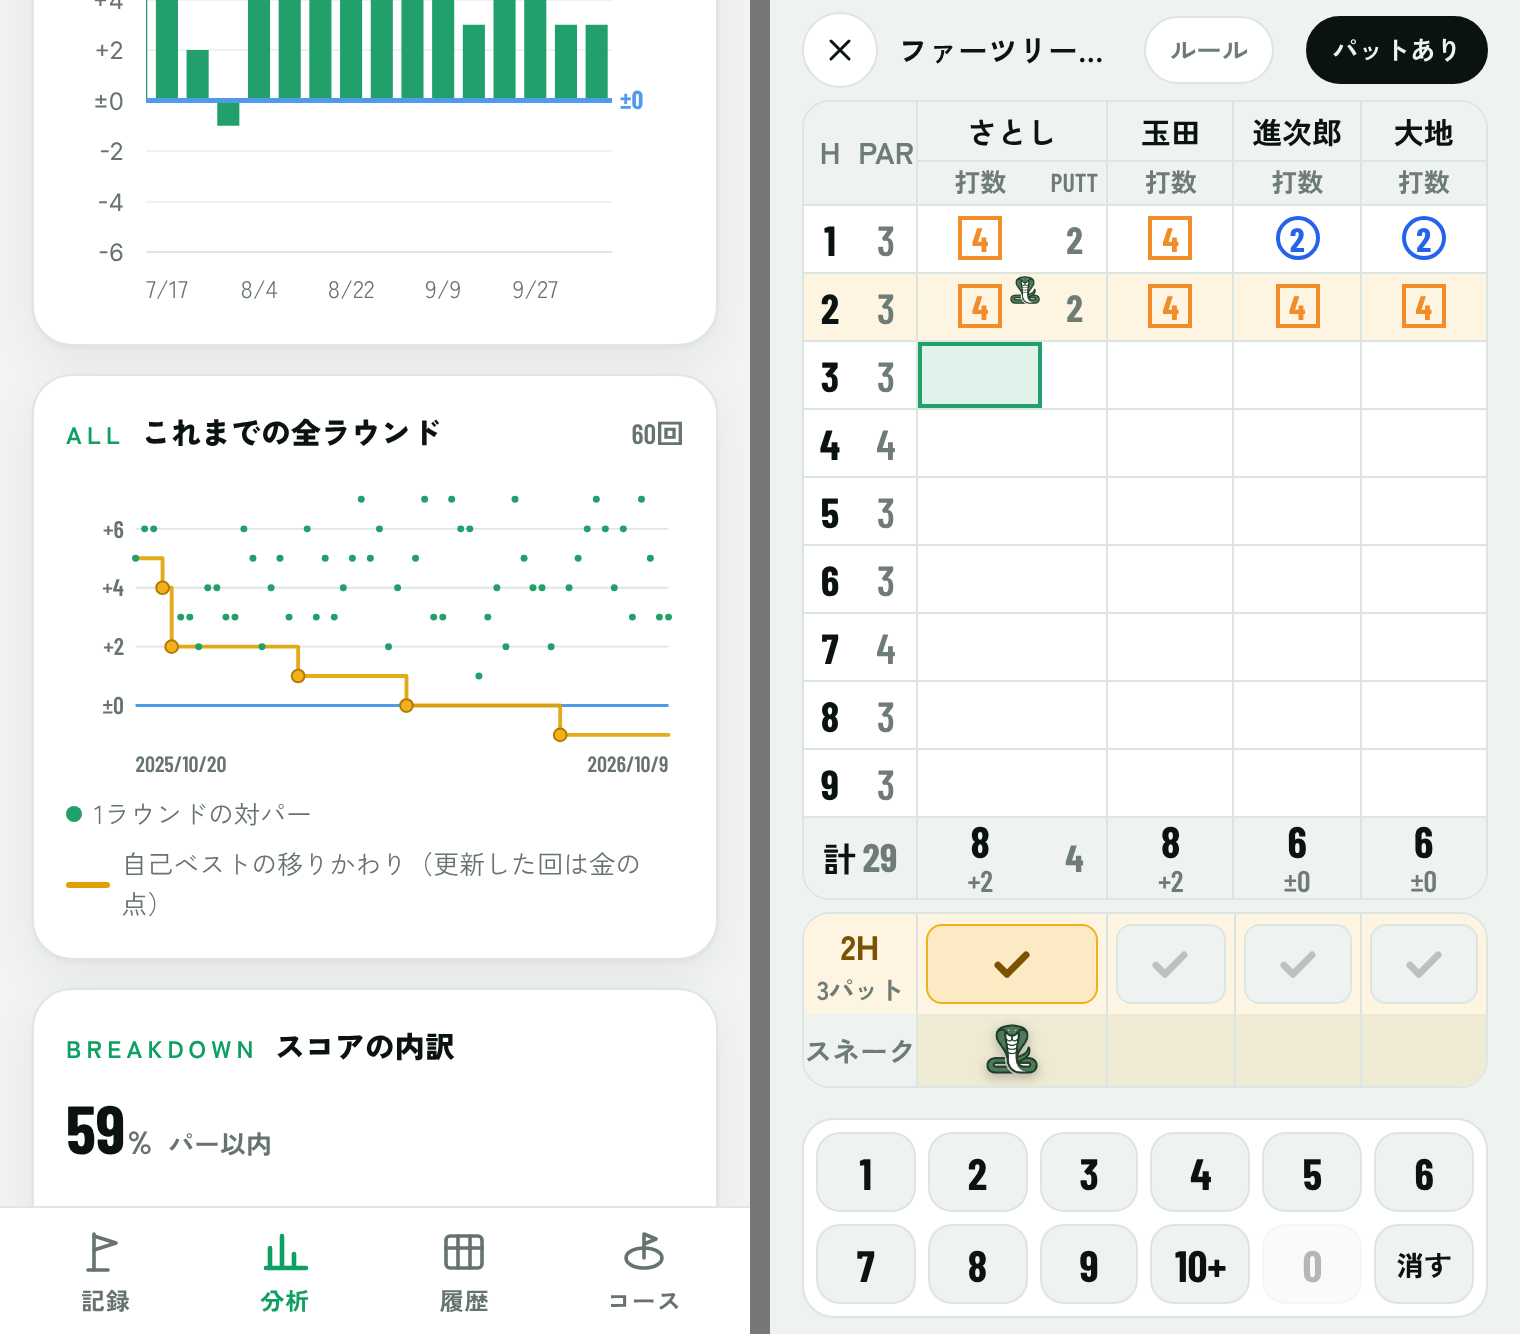 +4
+2
±0
±0
-2
-4
-6
7/17 8/4 8/22 9/9 9/27
ALL これまでの全ラウンド 60回
+6
+4
+2
±0
2025/10/20 2026/10/9
1ラウンドの対パー
自己ベストの移りかわり（更新した回は金の
点）
BREAKDOWN スコアの内訳
59% パー以内
記録 分析 履歴 コース
ファーツリー... ルール パットあり
H PAR さとし 玉田 進次郎 大地
打数 PUTT 打数 打数 打数
1 3 4 2 4 2 2
2 3 4 2 4 4 4
3 3
4 4
5 3
6 3
7 4
8 3
9 3
計 29 8 4 8 6 6
+2 +2 ±0 ±0
2H
3パット
スネーク
1 2 3 4 5 6
7 8 9 10+ 0 消す